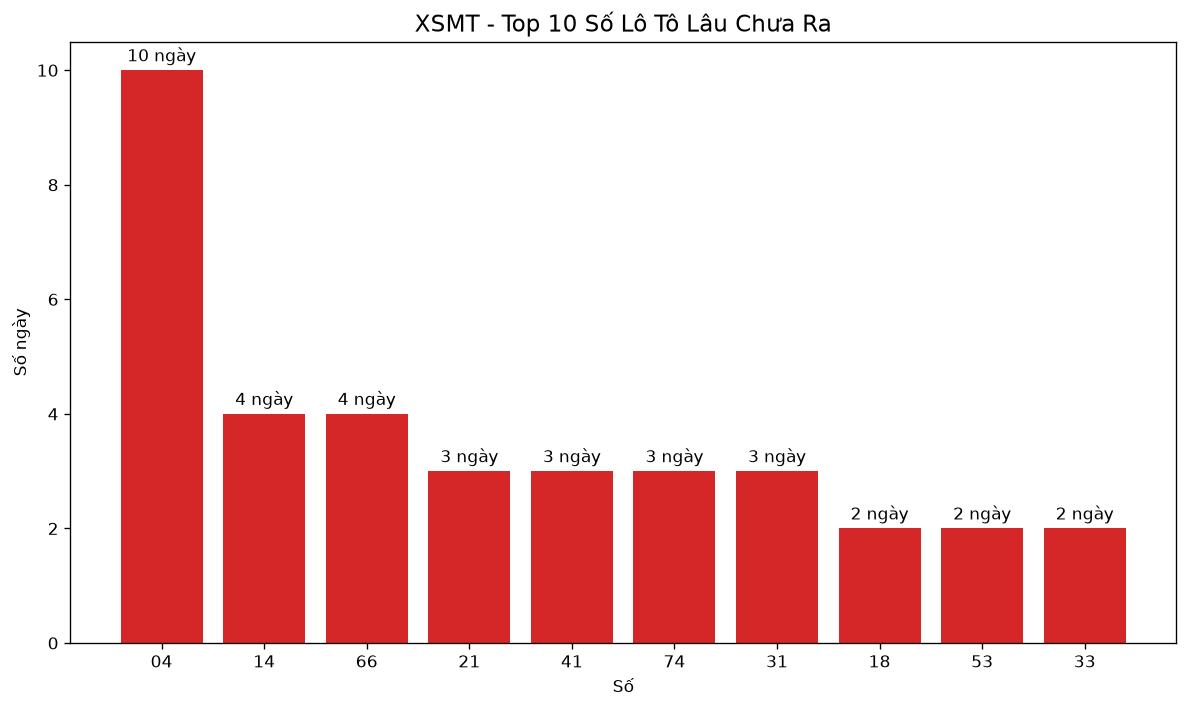 XSMT - Top 10 Số Lô Tô Lâu Chưa Ra
10 ngày
4 ngày
4 ngày
3 ngày
3 ngày
3 ngày
3 ngày
2 ngày
2 ngày
2 ngày
Số ngày
10
8
6
4
2
0
04 14 66 21 41 74 31 18 53 33
Số